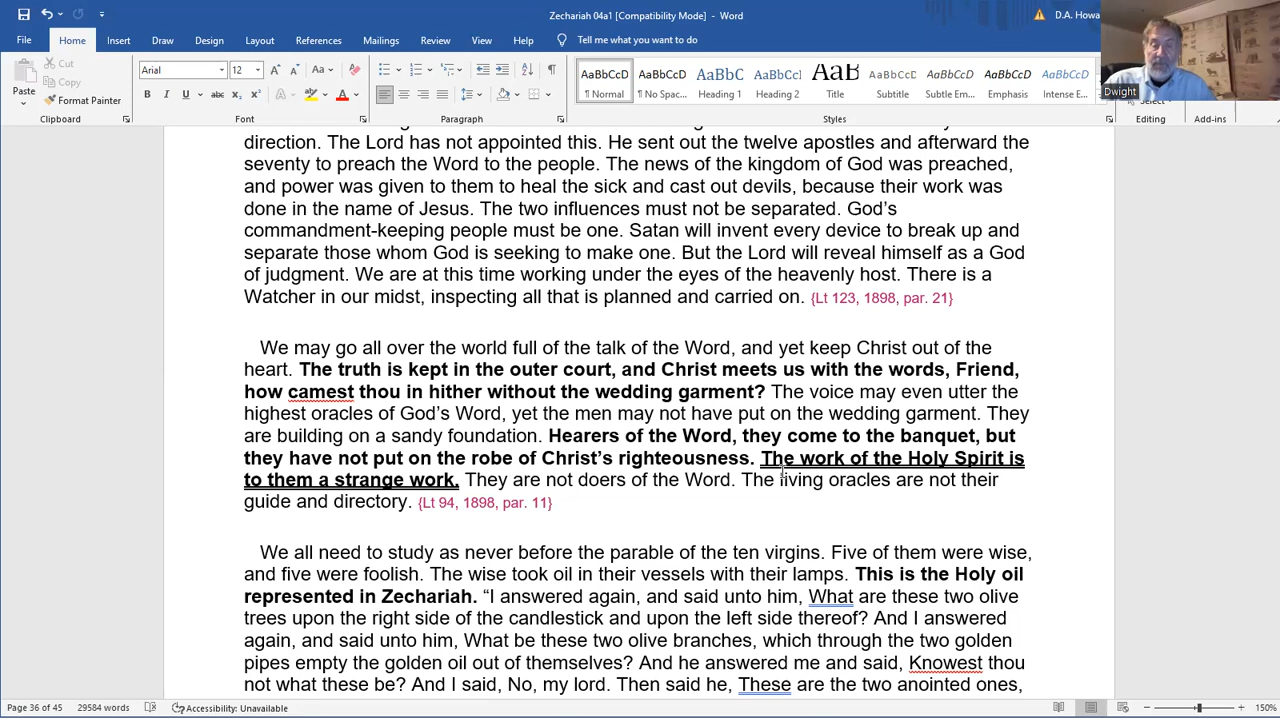 Zechariah 04a1 [Compatibility Mode] - Word
D.A. Howa
File Home Insert Draw Design Layout References Mailings Review View Help Tell me what you want to do
Cut
Copy
Format Painter
Paste
Clipboard
Arial 12
Font
Paragraph
AaBbCcD AaBbCcD AaBbC AaBbCcl AaB AaBbCcD AaBbCcD AaBbCcD AaBbCcD
¶ Normal ¶ No Spac... Heading 1 Heading 2 Title Subtitle Subtle Em... Emphasis Intense E...
Styles
Dwight
Select
Editing
Add-ins
direction. The Lord has not appointed this. He sent out the twelve apostles and afterward the
seventy to preach the Word to the people. The news of the kingdom of God was preached,
and power was given to them to heal the sick and cast out devils, because their work was
done in the name of Jesus. The two influences must not be separated. God’s
commandment-keeping people must be one. Satan will invent every device to break up and
separate those whom God is seeking to make one. But the Lord will reveal himself as a God
of judgment. We are at this time working under the eyes of the heavenly host. There is a
Watcher in our midst, inspecting all that is planned and carried on. {Lt 123, 1898, par. 21}
We may go all over the world full of the talk of the Word, and yet keep Christ out of the
heart. The truth is kept in the outer court, and Christ meets us with the words, Friend,
how camest thou in hither without the wedding garment? The voice may even utter the
highest oracles of God’s Word, yet the men may not have put on the wedding garment. They
are building on a sandy foundation. Hearers of the Word, they come to the banquet, but
they have not put on the robe of Christ’s righteousness. The work of the Holy Spirit is
to them a strange work. They are not doers of the Word. The living oracles are not their
guide and directory. {Lt 94, 1898, par. 11}
We all need to study as never before the parable of the ten virgins. Five of them were wise,
and five were foolish. The wise took oil in their vessels with their lamps. This is the Holy oil
represented in Zechariah. “I answered again, and said unto him, What are these two olive
trees upon the right side of the candlestick and upon the left side thereof? And I answered
again, and said unto him, What be these two olive branches, which through the two golden
pipes empty the golden oil out of themselves? And he answered me and said, Knowest thou
not what these be? And I said, No, my lord. Then said he, These are the two anointed ones,
Page 36 of 45 29584 words Accessibility: Unavailable 150%